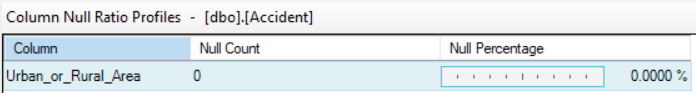 Column Null Ratio Profiles - [dbo].[Accident]
Column Null Count Null Percentage
Urban_or_Rural_Area 0 0.0000 %